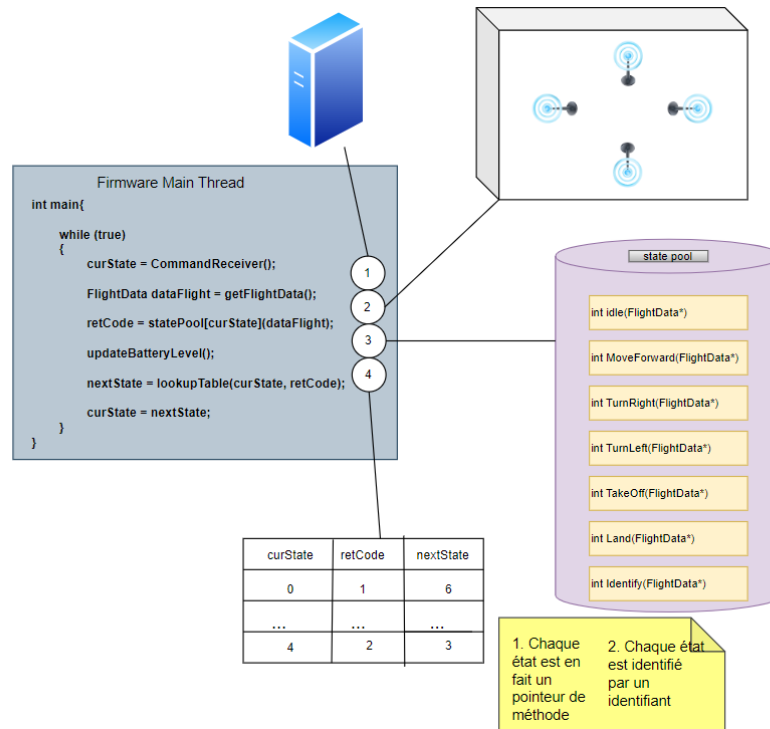 Firmware Main Thread
int main{
while (true)
{
curState = CommandReceiver();
FlightData dataFlight = getFlightData();
retCode = statePool[curState](dataFlight);
updateBatteryLevel();
nextState = lookupTable(curState, retCode);
curState = nextState;
}
}
1
2
3
4
state pool
int idle(FlightData*)
int MoveForward(FlightData*)
int TurnRight(FlightData*)
int TurnLeft(FlightData*)
int TakeOff(FlightData*)
int Land(FlightData*)
int Identify(FlightData*)
curState retCode nextState
0 1 6
... ... ...
4 2 3
1. Chaque
état est en
fait un
pointeur de
méthode
2. Chaque état
est identifié
par un
identifiant